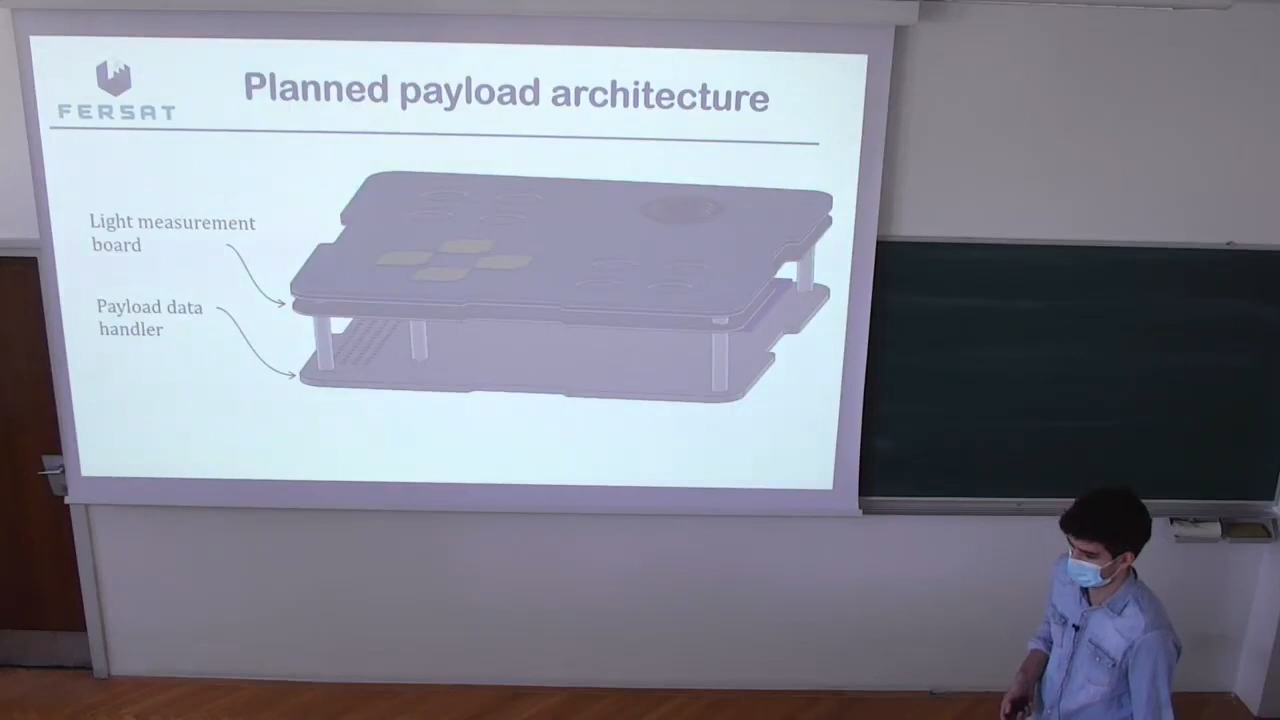 FERSAT
Planned payload architecture
Light measurement
board
Payload data
handler